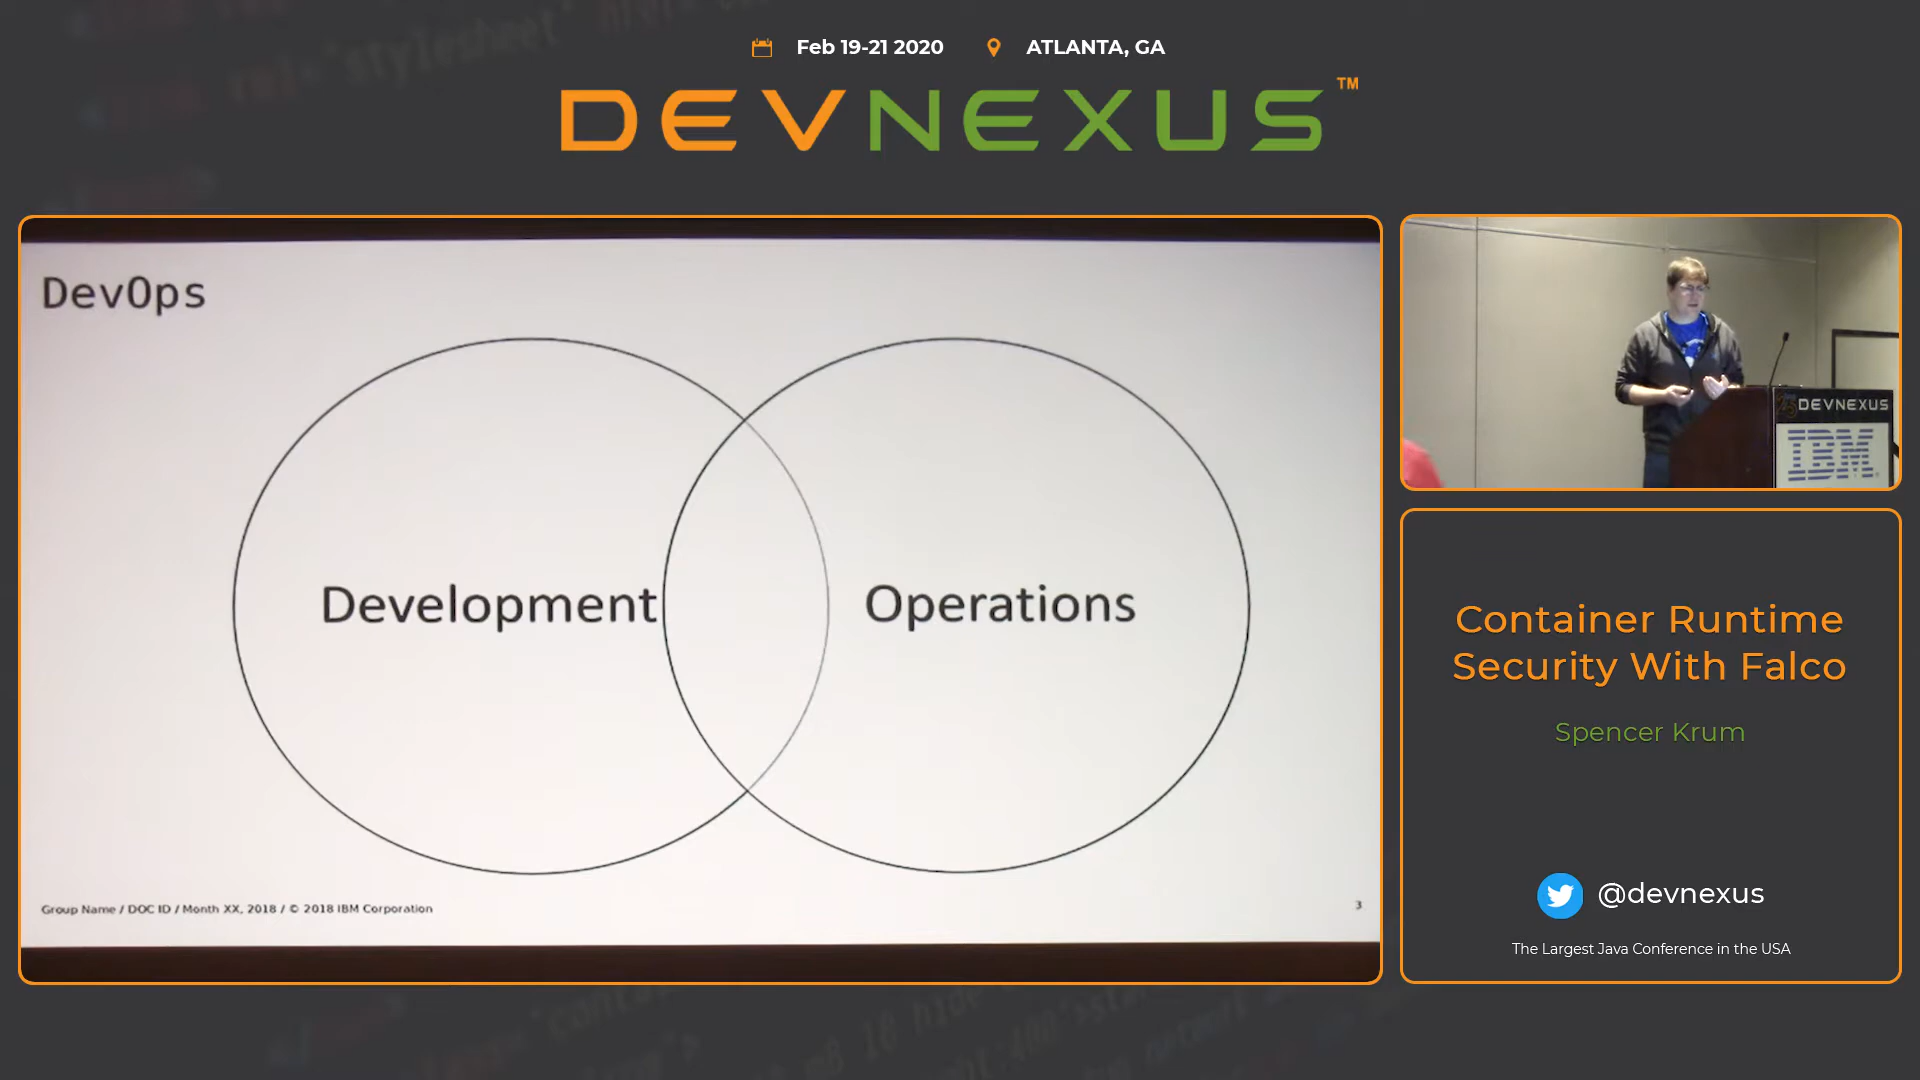 Feb 19-21 2020
ATLANTA, GA
DEVNEXUS™
DevOps
Development
Operations
Group Name / DOC ID / Month XX, 2018 / © 2018 IBM Corporation
3
DEVNEXUS
IBM
Container Runtime
Security With Falco
Spencer Krum
@devnexus
The Largest Java Conference in the USA